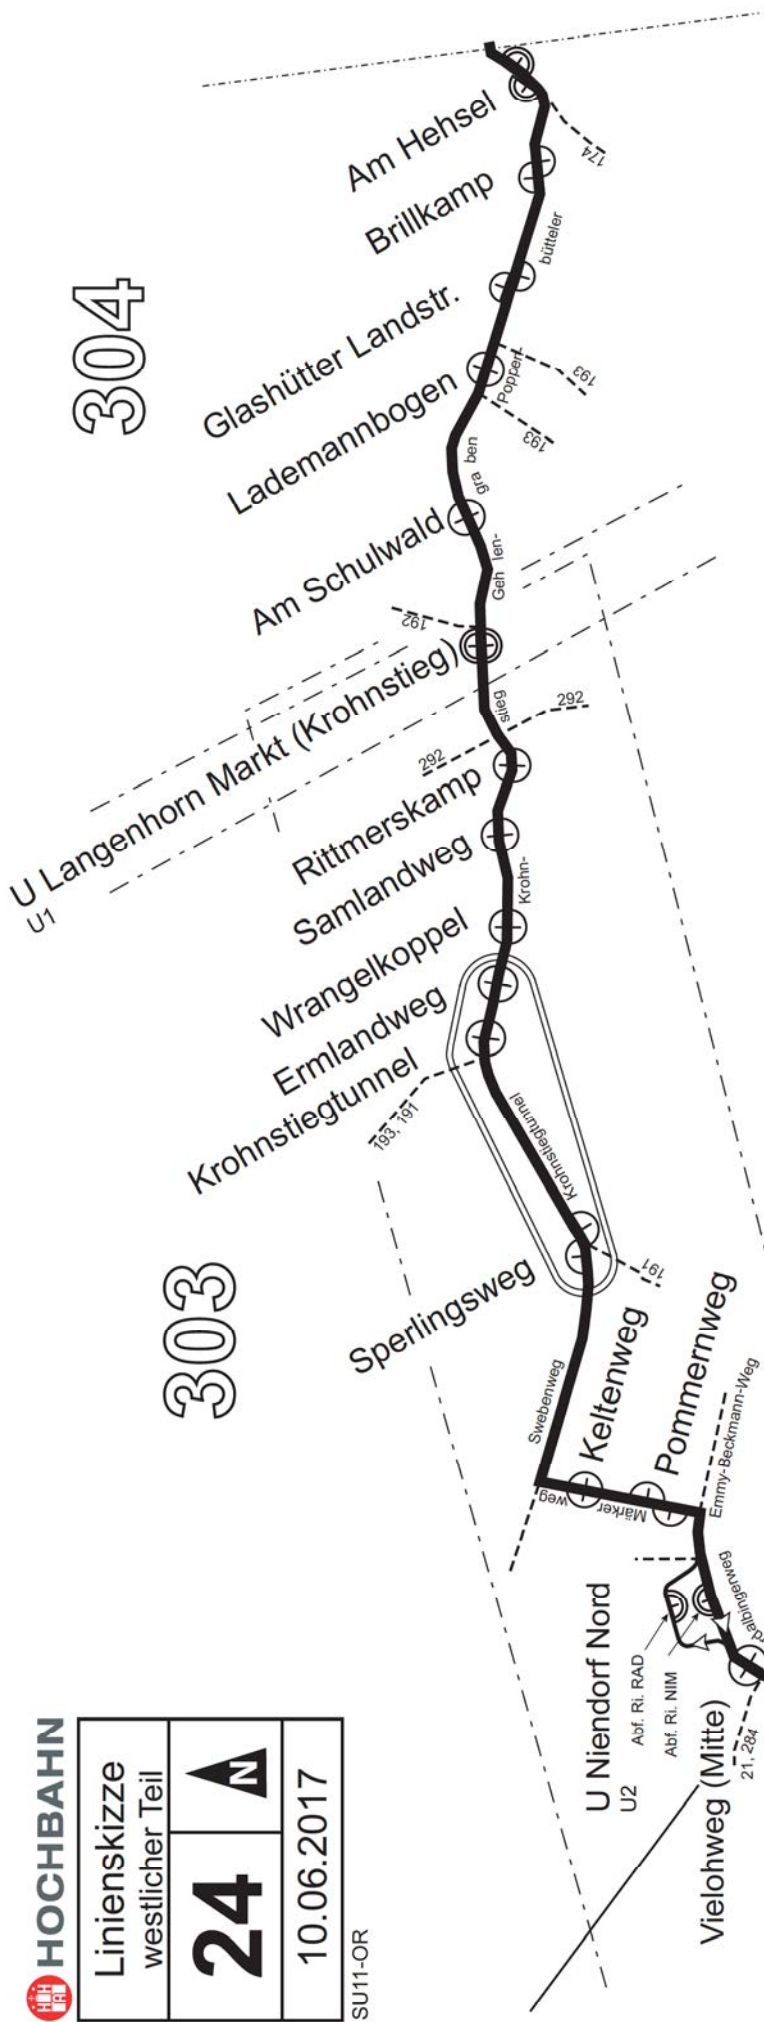 HOCHBAHN
Linienskizze
westlicher Teil
24
N
10.06.2017
SU11-OR
303
304
Vielohweg (Mitte)
21, 284
U Niendorf Nord
U2
Abf. Ri. RAD
Abf. Ri. NIM
dalbingerweg
Emmy-Beckmann-Weg
Pommernweg
Märker
weg
Keltenweg
Swebenweg
Sperlingsweg
191
Krohnstiegtunnel
Krohnstiegtunnel
193, 191
Ermlandweg
Wrangelkoppel
Krohn-
Samlandweg
Rittmerskamp
292
292
stieg
U Langenhorn Markt (Krohnstieg)
U1
192
Geh len-
Am Schulwald
gra ben
Lademannbogen
193
193
Poppen-
Glashütter Landstr.
bütteler
Brillkamp
Am Hehsel
174